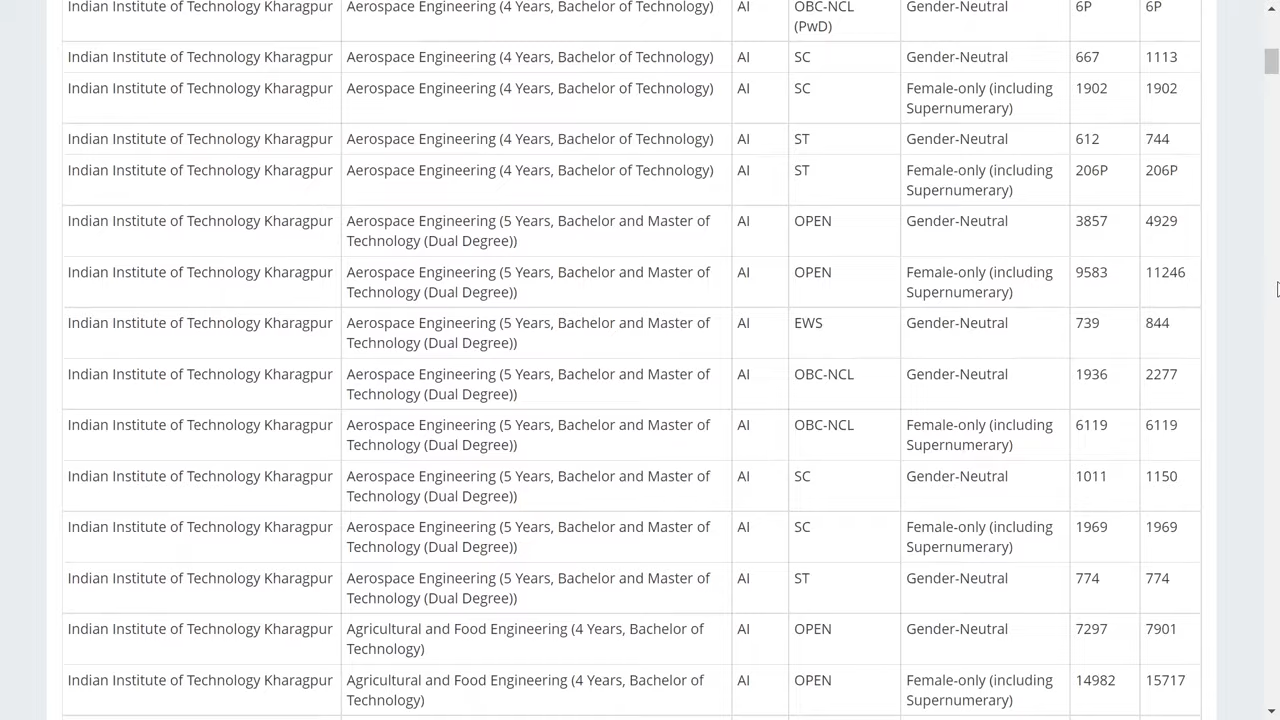 Indian Institute of Technology Kharagpur Aerospace Engineering (4 Years, Bachelor of Technology) AI OBC-NCL Gender-Neutral 6P 6P
(PwD)
Indian Institute of Technology Kharagpur Aerospace Engineering (4 Years, Bachelor of Technology) AI SC Gender-Neutral 667 1113
Indian Institute of Technology Kharagpur Aerospace Engineering (4 Years, Bachelor of Technology) AI SC Female-only (including 1902 1902
Supernumerary)
Indian Institute of Technology Kharagpur Aerospace Engineering (4 Years, Bachelor of Technology) AI ST Gender-Neutral 612 744
Indian Institute of Technology Kharagpur Aerospace Engineering (4 Years, Bachelor of Technology) AI ST Female-only (including 206P 206P
Supernumerary)
Indian Institute of Technology Kharagpur Aerospace Engineering (5 Years, Bachelor and Master of AI OPEN Gender-Neutral 3857 4929
Technology (Dual Degree))
Indian Institute of Technology Kharagpur Aerospace Engineering (5 Years, Bachelor and Master of AI OPEN Female-only (including 9583 11246
Technology (Dual Degree)) Supernumerary)
Indian Institute of Technology Kharagpur Aerospace Engineering (5 Years, Bachelor and Master of AI EWS Gender-Neutral 739 844
Technology (Dual Degree))
Indian Institute of Technology Kharagpur Aerospace Engineering (5 Years, Bachelor and Master of AI OBC-NCL Gender-Neutral 1936 2277
Technology (Dual Degree))
Indian Institute of Technology Kharagpur Aerospace Engineering (5 Years, Bachelor and Master of AI OBC-NCL Female-only (including 6119 6119
Technology (Dual Degree)) Supernumerary)
Indian Institute of Technology Kharagpur Aerospace Engineering (5 Years, Bachelor and Master of AI SC Gender-Neutral 1011 1150
Technology (Dual Degree))
Indian Institute of Technology Kharagpur Aerospace Engineering (5 Years, Bachelor and Master of AI SC Female-only (including 1969 1969
Technology (Dual Degree)) Supernumerary)
Indian Institute of Technology Kharagpur Aerospace Engineering (5 Years, Bachelor and Master of AI ST Gender-Neutral 774 774
Technology (Dual Degree))
Indian Institute of Technology Kharagpur Agricultural and Food Engineering (4 Years, Bachelor of AI OPEN Gender-Neutral 7297 7901
Technology)
Indian Institute of Technology Kharagpur Agricultural and Food Engineering (4 Years, Bachelor of AI OPEN Female-only (including 14982 15717
Technology) Supernumerary)